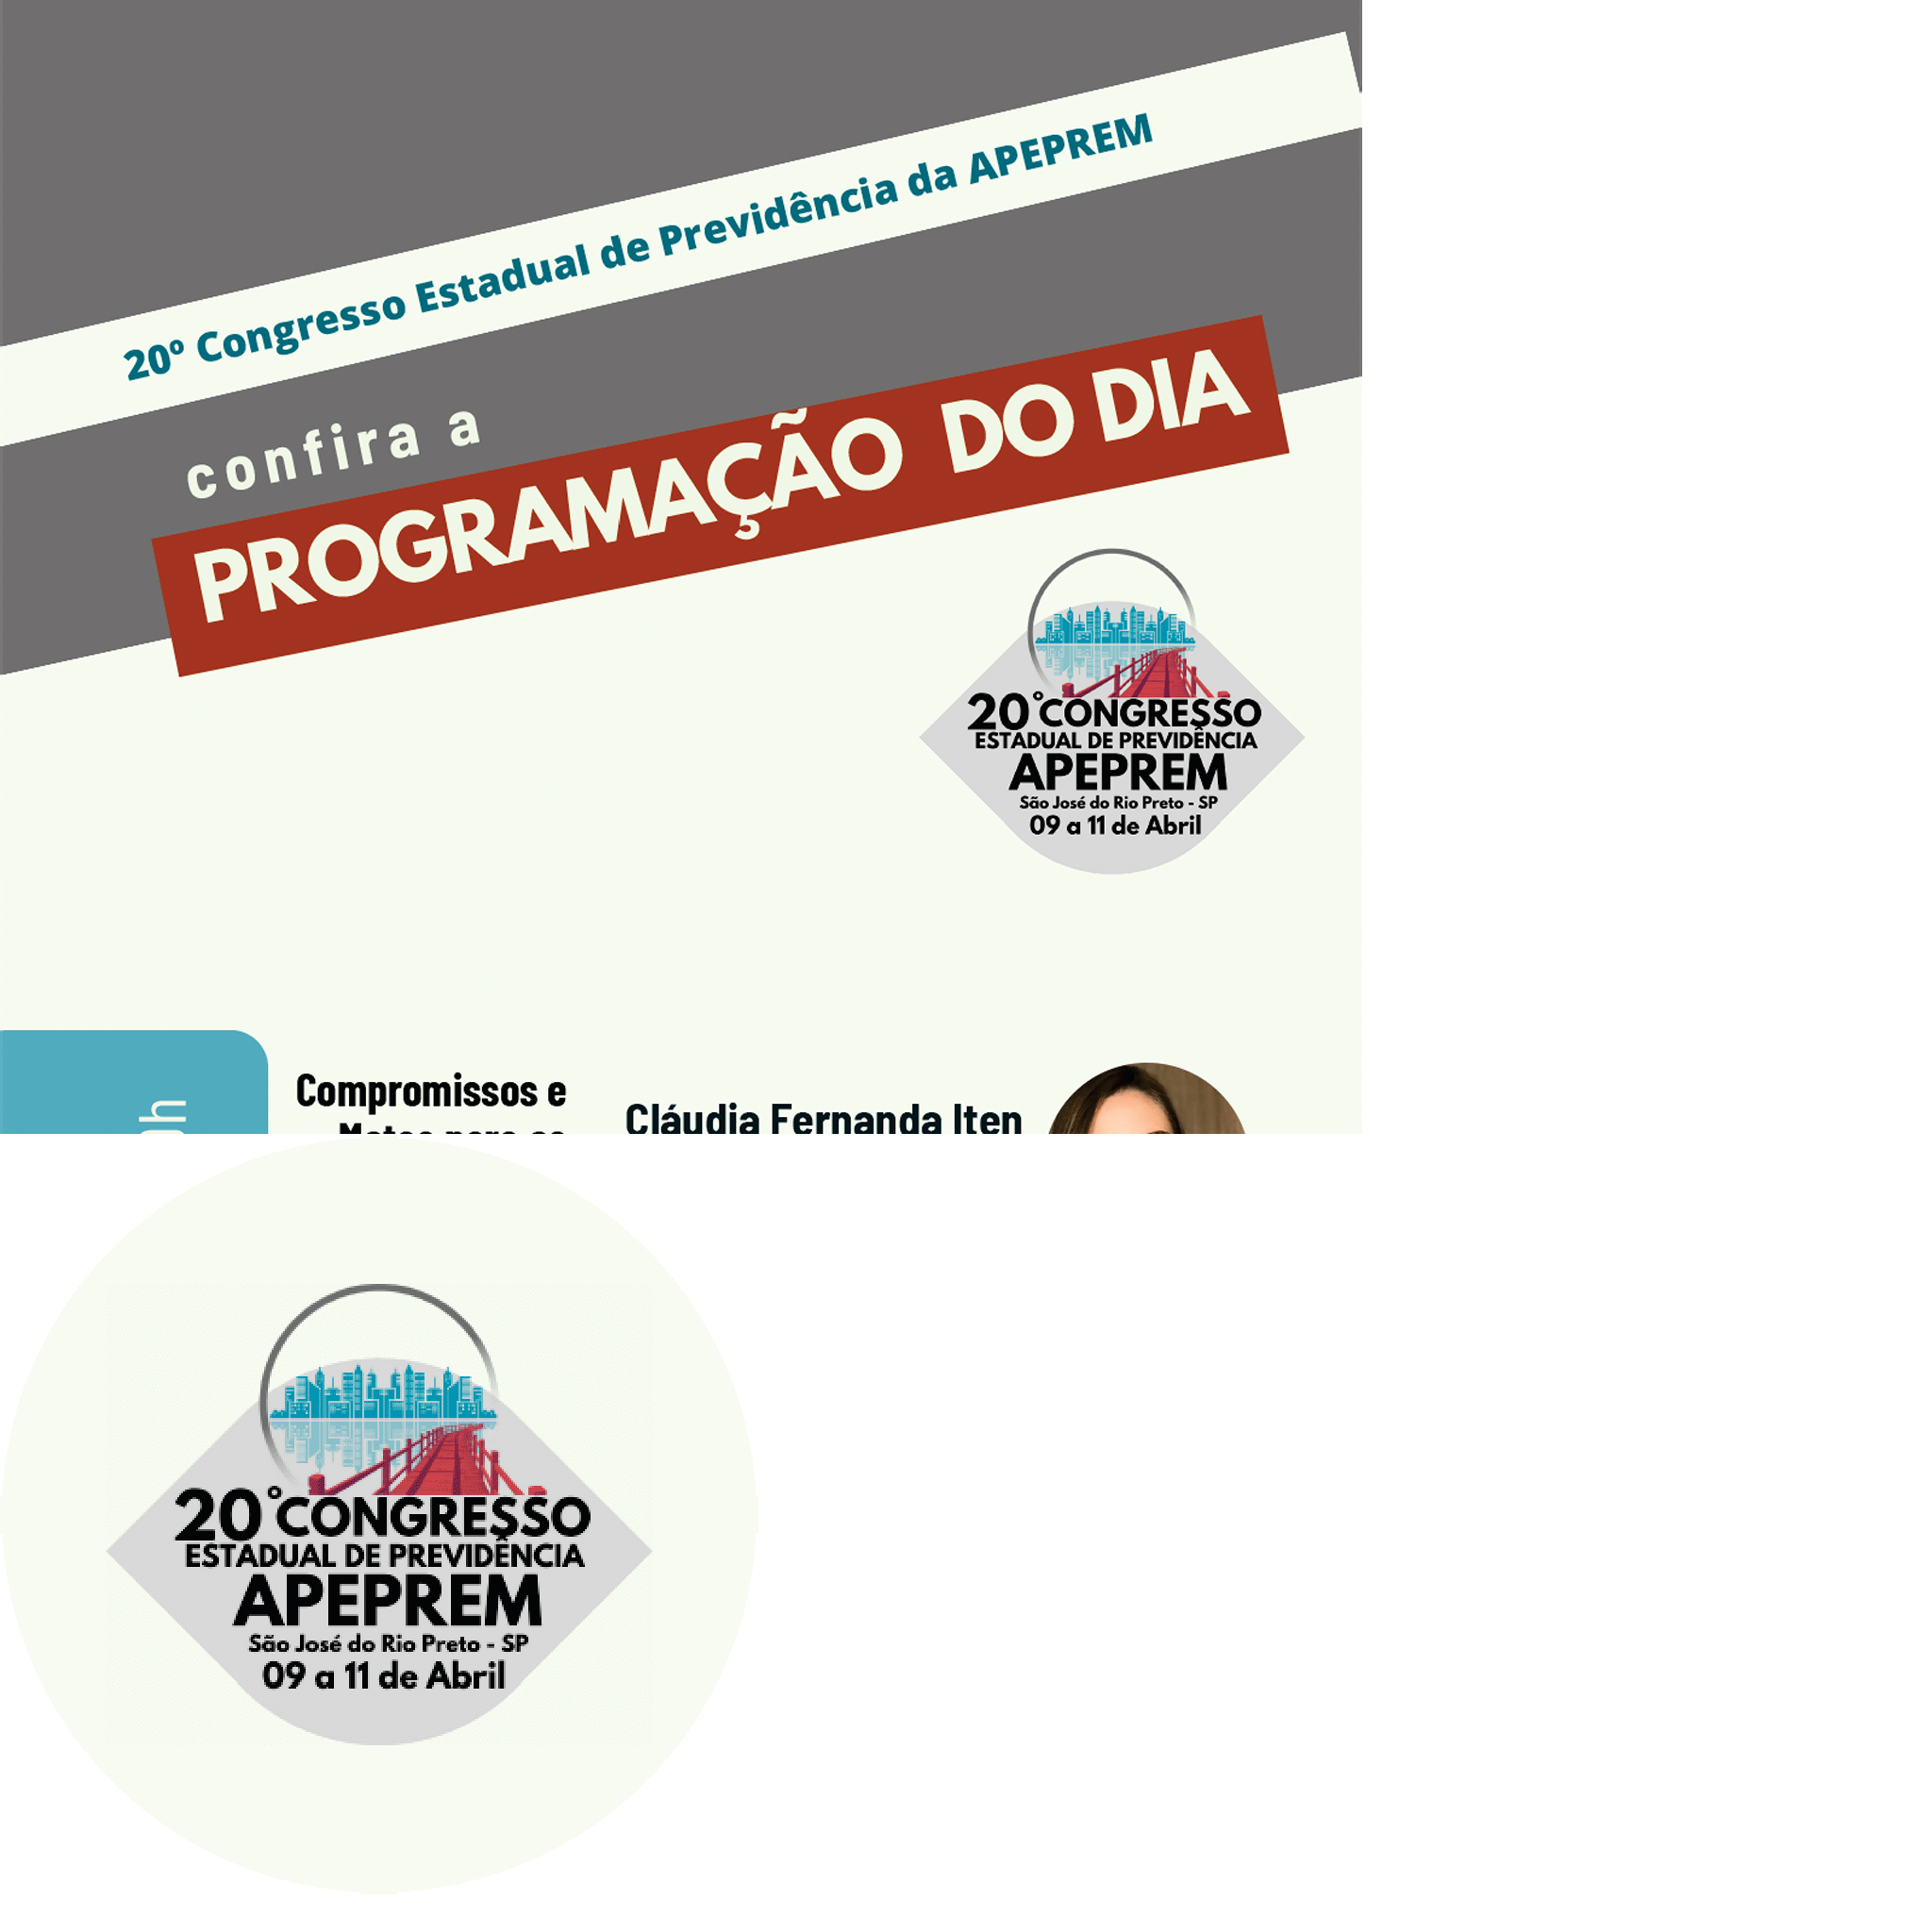 20º Congresso Estadual de Previdência da APEPREM
confira a
PROGRAMAÇÃO DO DIA
20° CONGRESSO
ESTADUAL DE PREVIDÊNCIA
APEPREM
São José do Rio Preto - SP
09 a 11 de Abril
Compromissos e
Cláudia Fernanda Iten
20° CONGRESSO
ESTADUAL DE PREVIDÊNCIA
APEPREM
São José do Rio Preto - SP
09 a 11 de Abril